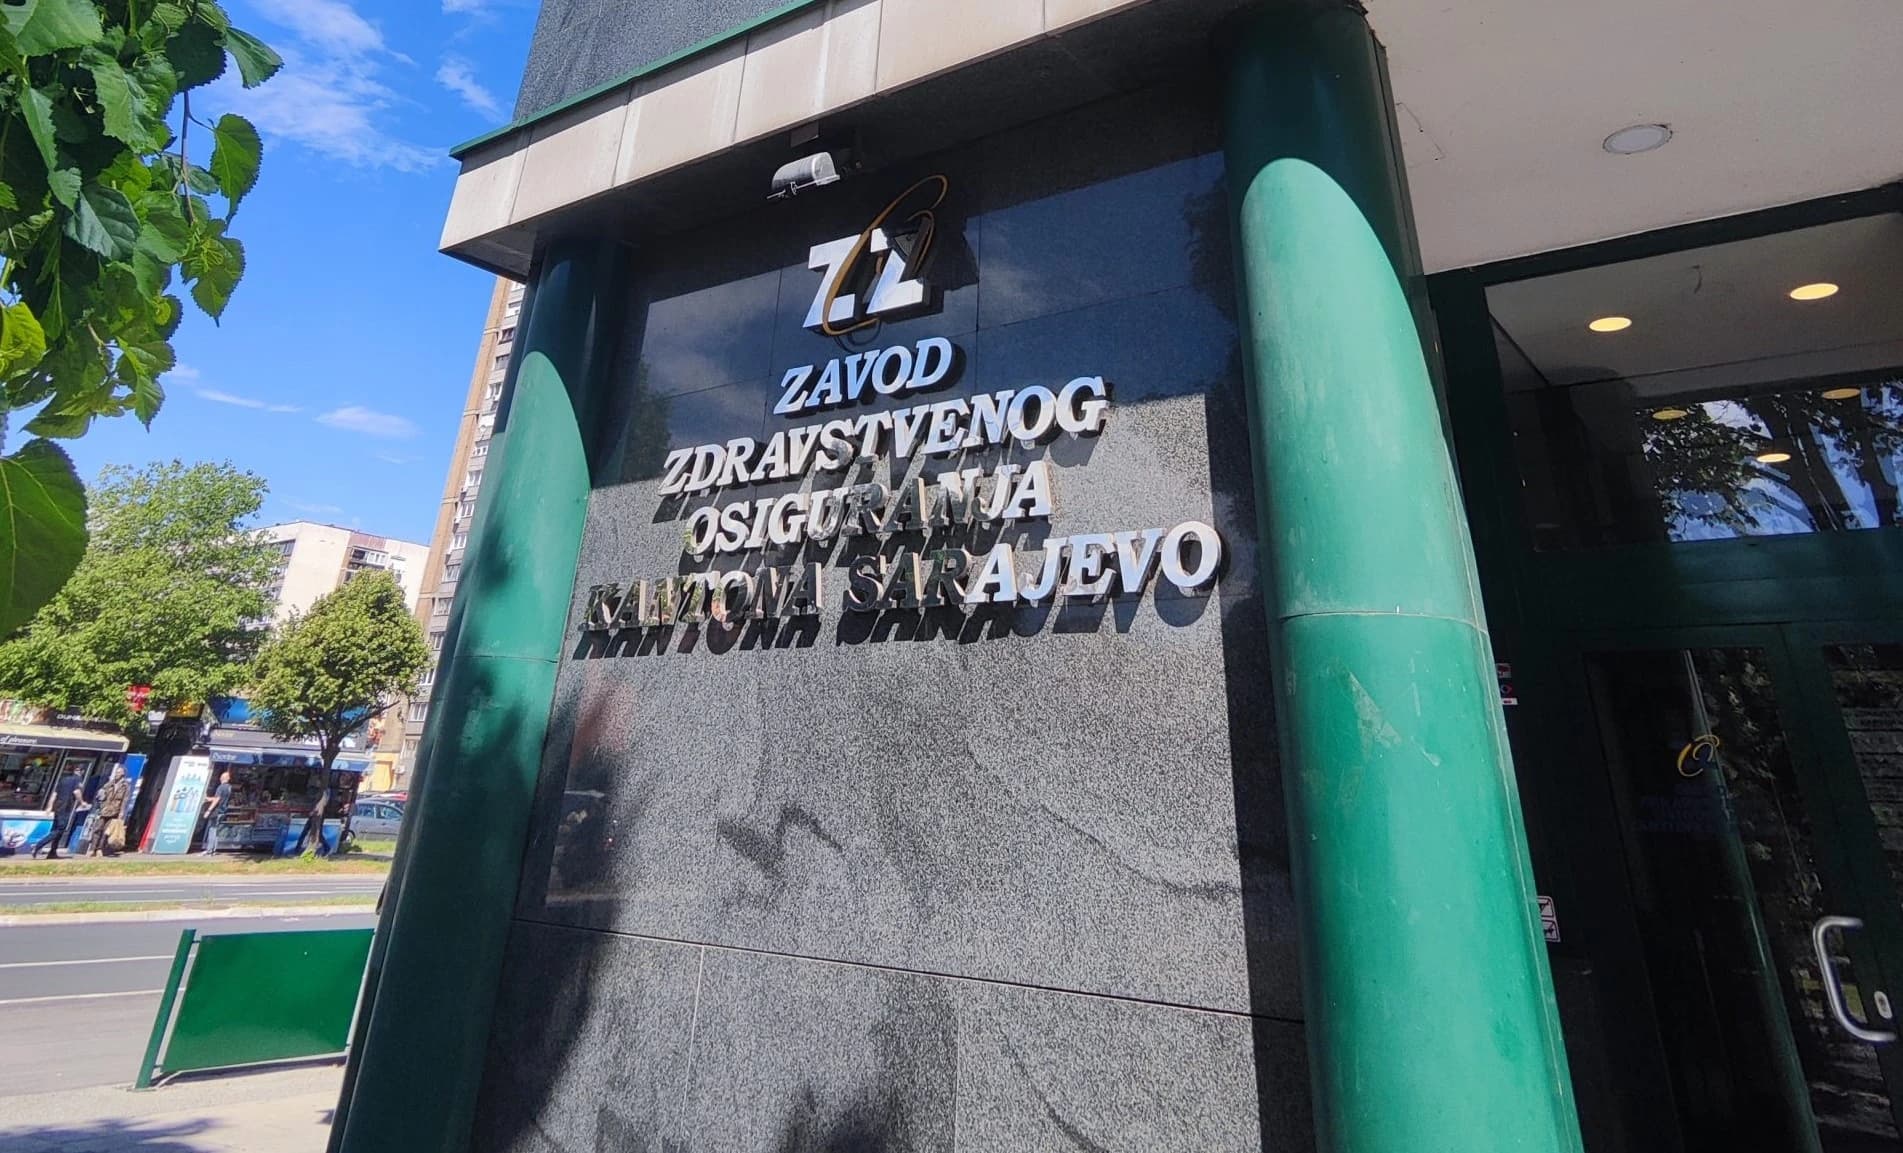 ZZ
ZAVOD
ZDRAVSTVENOG
OSIGURANJA
KANTONA SARAJEVO